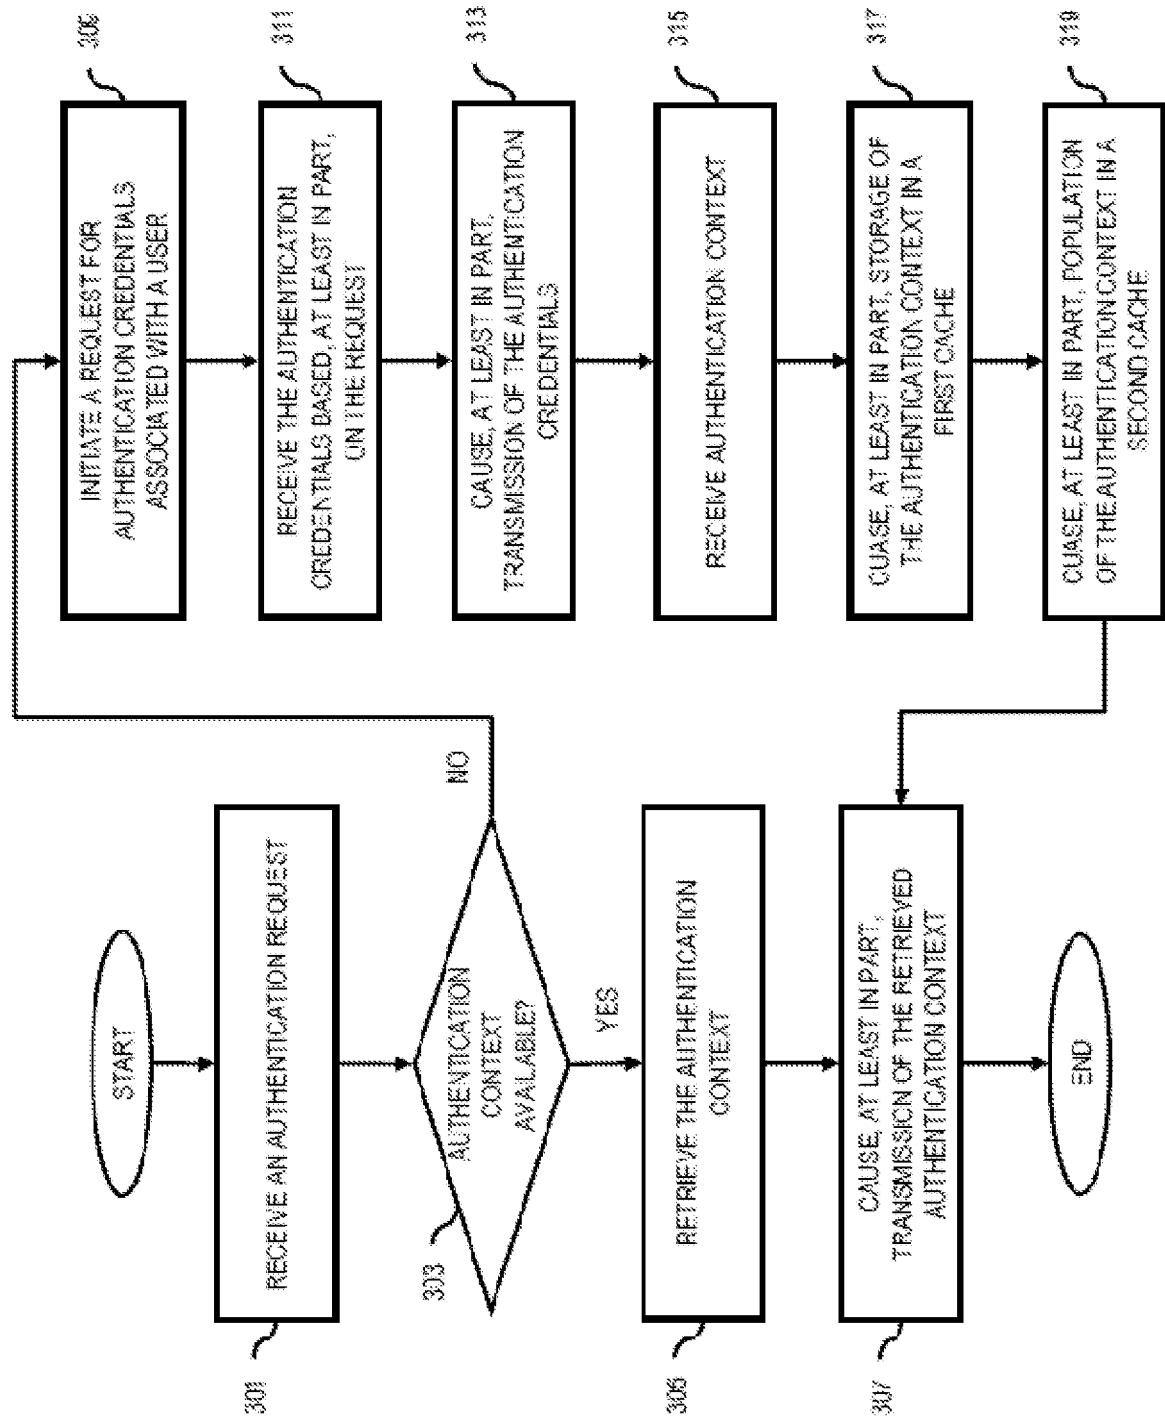 START
RECEIVE AN AUTHENTICATION REQUEST
301
AUTHENTICATION
CONTEXT
AVAILABLE?
303
NO
YES
RETRIEVE THE AUTHENTICATION
CONTEXT
305
CAUSE, AT LEAST IN PART,
TRANSMISSION OF THE RETRIEVED
AUTHENTICATION CONTEXT
307
END
INITIATE A REQUEST FOR
AUTHENTICATION CREDENTIALS
ASSOCIATED WITH A USER
309
RECEIVE THE AUTHENTICATION
CREDENTIALS BASED, AT LEAST IN PART,
ON THE REQUEST
311
CAUSE, AT LEAST IN PART,
TRANSMISSION OF THE AUTHENTICATION
CREDENTIALS
313
RECEIVE AUTHENTICATION CONTEXT
315
CUASE, AT LEAST IN PART, STORAGE OF
THE AUTHENTICATION CONTEXT IN A
FIRST CACHE
317
CUASE, AT LEAST IN PART, POPULATION
OF THE AUTHENTICATION CONTEXT IN A
SECOND CACHE
319